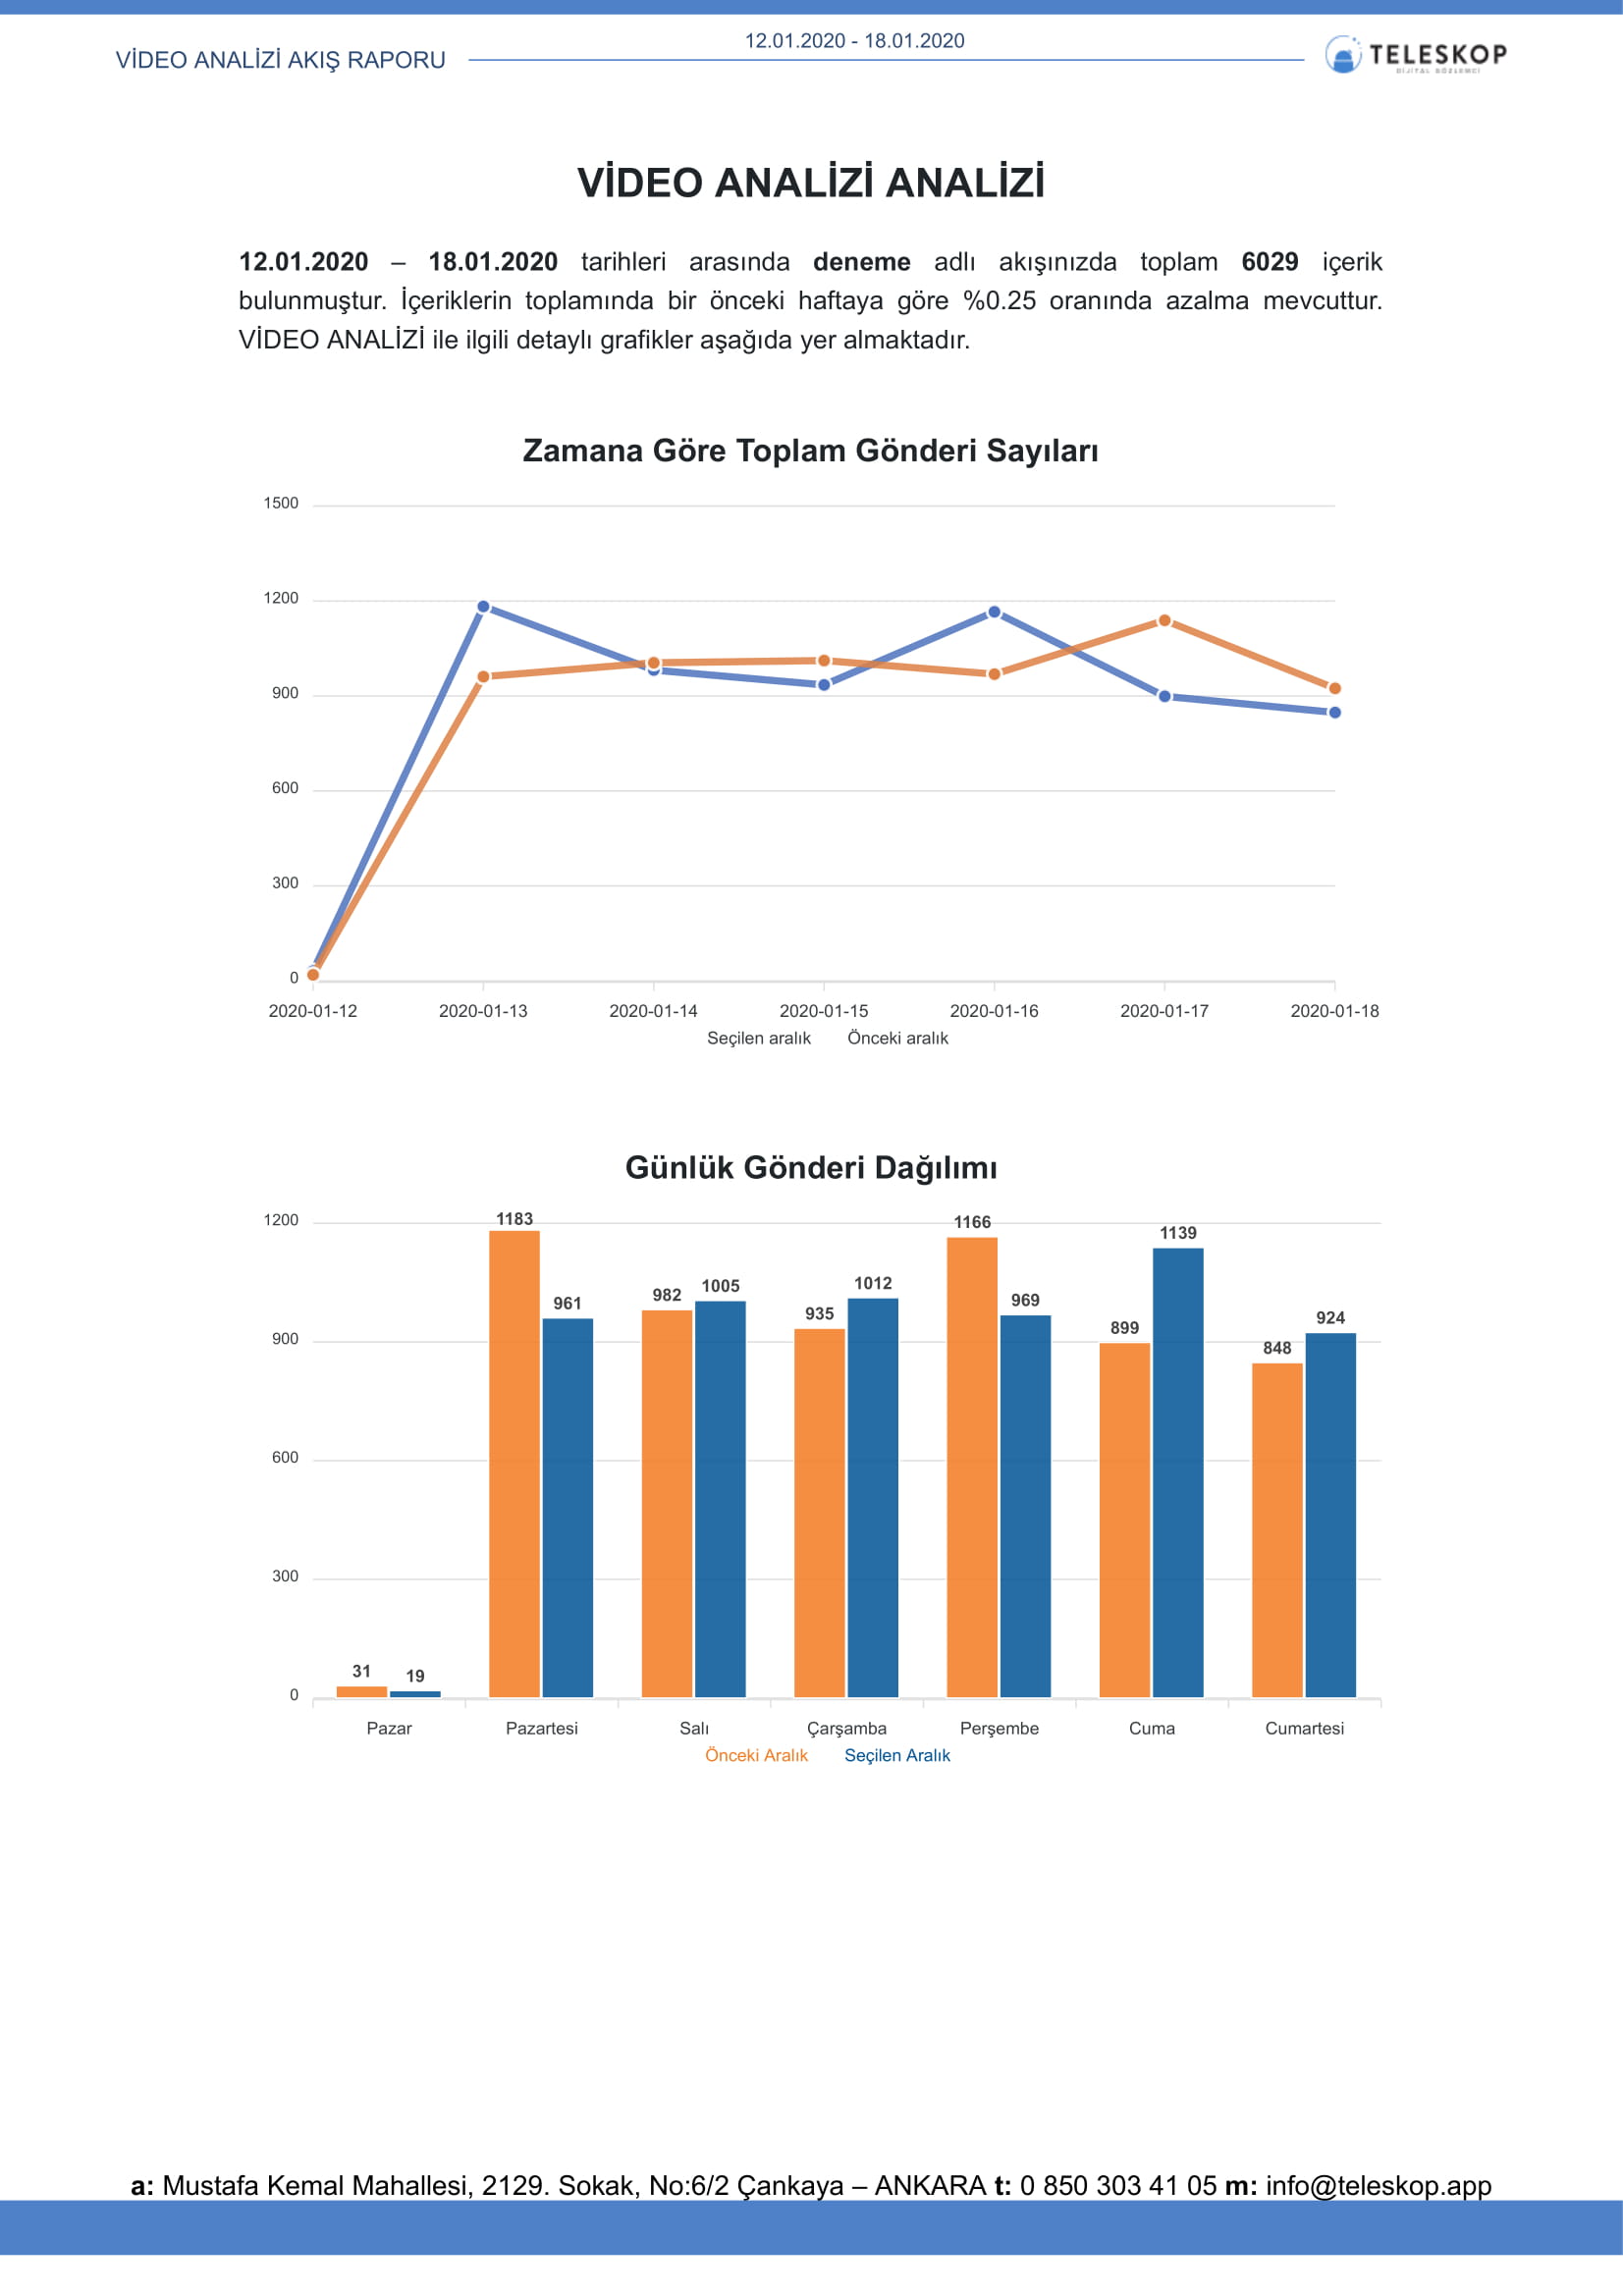 12.01.2020 - 18.01.2020
VİDEO ANALİZİ AKIŞ RAPORU
TELESKOP
DİJİTAL GÖZLEMCİ
VİDEO ANALİZİ ANALİZİ
12.01.2020 – 18.01.2020 tarihleri arasında deneme adlı akışınızda toplam 6029 içerik
bulunmuştur. İçeriklerin toplamında bir önceki haftaya göre %0.25 oranında azalma mevcuttur.
VİDEO ANALİZİ ile ilgili detaylı grafikler aşağıda yer almaktadır.
Zamana Göre Toplam Gönderi Sayıları
1500
1200
900
600
300
0
2020-01-12 2020-01-13 2020-01-14 2020-01-15 2020-01-16 2020-01-17 2020-01-18
Seçilen aralık Önceki aralık
Günlük Gönderi Dağılımı
1200
900
600
300
0
31 19 1183 961 982 1005 935 1012 1166 969 899 1139 848 924
Pazar Pazartesi Salı Çarşamba Perşembe Cuma Cumartesi
Önceki Aralık Seçilen Aralık
a: Mustafa Kemal Mahallesi, 2129. Sokak, No:6/2 Çankaya – ANKARA t: 0 850 303 41 05 m: info@teleskop.app